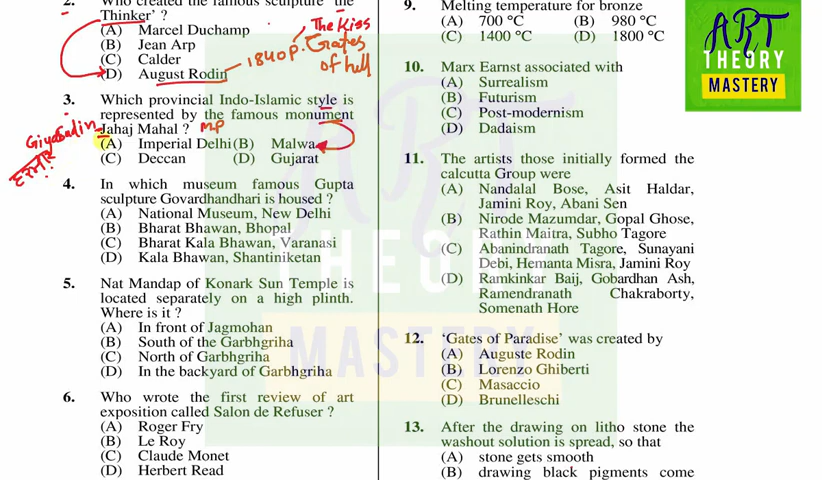 2. Who created the famous sculpture 'the
Thinker' ?
(A) Marcel Duchamp
(B) Jean Arp
(C) Calder
(D) August Rodin
1840 P.
The Kiss
Gates
of hell
3. Which provincial Indo-Islamic style is
represented by the famous monument
Jahaj Mahal ? MP
(A) Imperial Delhi (B) Malwa
(C) Deccan (D) Gujarat
4. In which museum famous Gupta
sculpture Govardhandhari is housed ?
(A) National Museum, New Delhi
(B) Bharat Bhawan, Bhopal
(C) Bharat Kala Bhawan, Varanasi
(D) Kala Bhawan, Shantiniketan
5. Nat Mandap of Konark Sun Temple is
located separately on a high plinth.
Where is it ?
(A) In front of Jagmohan
(B) South of the Garbhgriha
(C) North of Garbhgriha
(D) In the backyard of Garbhgriha
6. Who wrote the first review of art
exposition called Salon de Refuser ?
(A) Roger Fry
(B) Le Roy
(C) Claude Monet
(D) Herbert Read
9. Melting temperature for bronze
(A) 700 °C (B) 980 °C
(C) 1400 °C (D) 1800 °C
10. Marx Earnst associated with
(A) Surrealism
(B) Futurism
(C) Post-modernism
(D) Dadaism
11. The artists those initially formed the
calcutta Group were
(A) Nandalal Bose, Asit Haldar,
Jamini Roy, Abani Sen
(B) Nirode Mazumdar, Gopal Ghose,
Rathin Maitra, Subho Tagore
(C) Abanindranath Tagore, Sunayani
Debi, Hemanta Misra, Jamini Roy
(D) Ramkinkar Baij, Gobardhan Ash,
Ramendranath Chakraborty,
Somenath Hore
12. 'Gates of Paradise' was created by
(A) Auguste Rodin
(B) Lorenzo Ghiberti
(C) Masaccio
(D) Brunelleschi
13. After the drawing on litho stone the
washout solution is spread, so that
(A) stone gets smooth
(B) drawing black pigments come
ART
THEORY
MASTERY
ART
THEORY
MASTERY